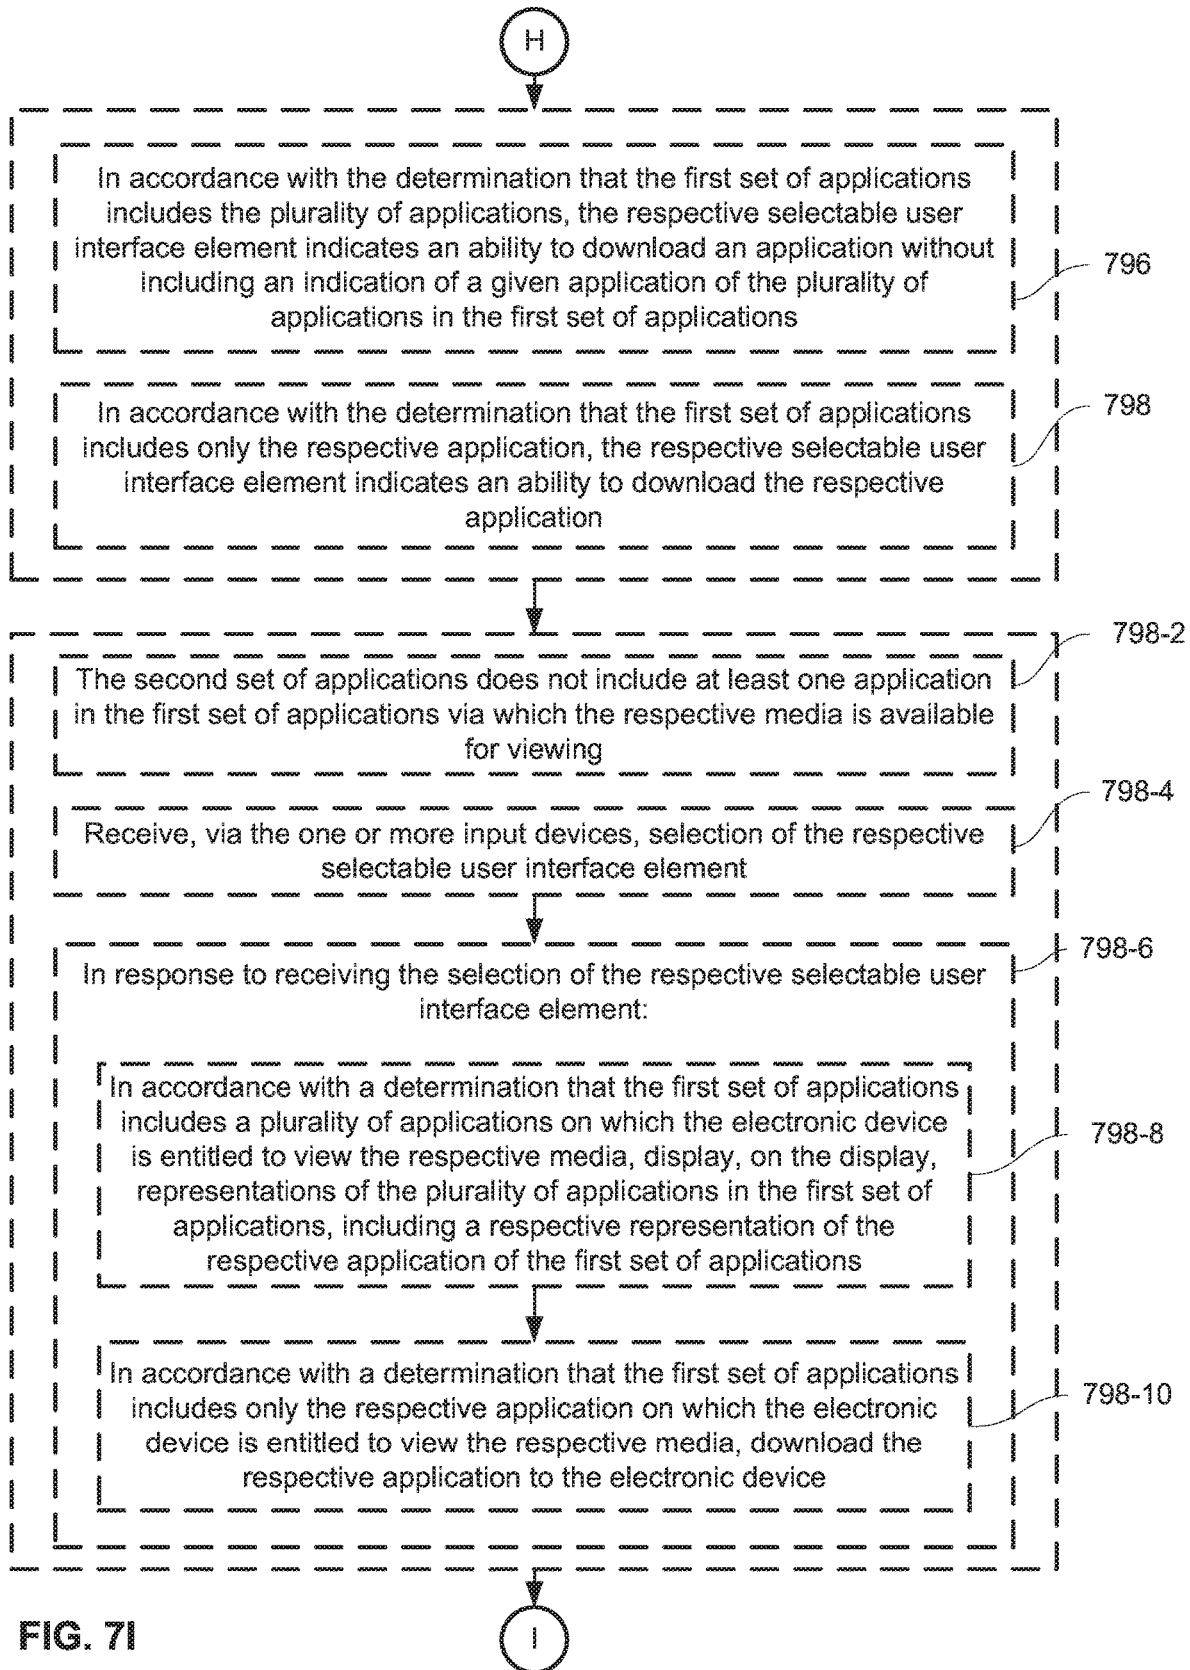 H
In accordance with the determination that the first set of applications
includes the plurality of applications, the respective selectable user
interface element indicates an ability to download an application without
including an indication of a given application of the plurality of
applications in the first set of applications
796
In accordance with the determination that the first set of applications
includes only the respective application, the respective selectable user
interface element indicates an ability to download the respective
application
798
The second set of applications does not include at least one application
in the first set of applications via which the respective media is available
for viewing
798-2
Receive, via the one or more input devices, selection of the respective
selectable user interface element
798-4
In response to receiving the selection of the respective selectable user
interface element:
798-6
In accordance with a determination that the first set of applications
includes a plurality of applications on which the electronic device
is entitled to view the respective media, display, on the display,
representations of the plurality of applications in the first set of
applications, including a respective representation of the
respective application of the first set of applications
798-8
In accordance with a determination that the first set of applications
includes only the respective application on which the electronic
device is entitled to view the respective media, download the
respective application to the electronic device
798-10
I
FIG. 7I